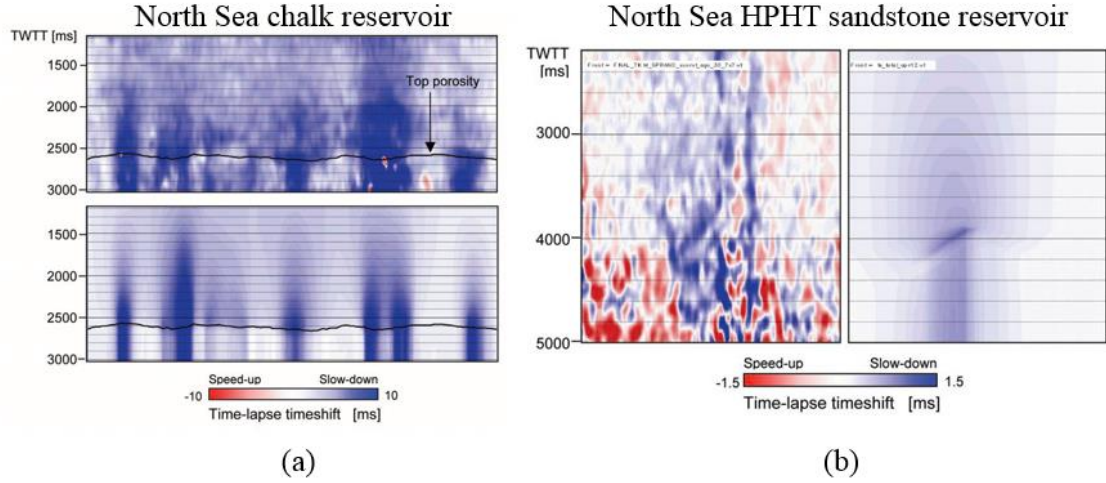 North Sea chalk reservoir
TWTT [ms]
1500
2000
2500
3000
Top porosity
1500
2000
2500
3000
Speed-up
Slow-down
-10
10
Time-lapse timeshift [ms]
(a)
North Sea HPHT sandstone reservoir
TWTT
[ms]
3000
4000
5000
Speed-up
Slow-down
-1.5
1.5
Time-lapse timeshift [ms]
(b)